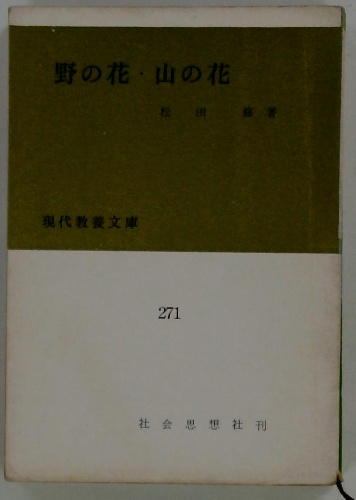 野の花・山の花
松田 修 著
現代教養文庫
271
社会思想社刊